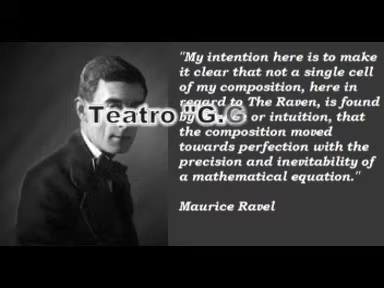 "My intention here is to make
it clear that not a single cell
of my composition, here in
regard to The Raven, is found
by or intuition, that
the composition moved
towards perfection with the
precision and inevitability of
a mathematical equation."
Maurice Ravel
Teatro "G.G